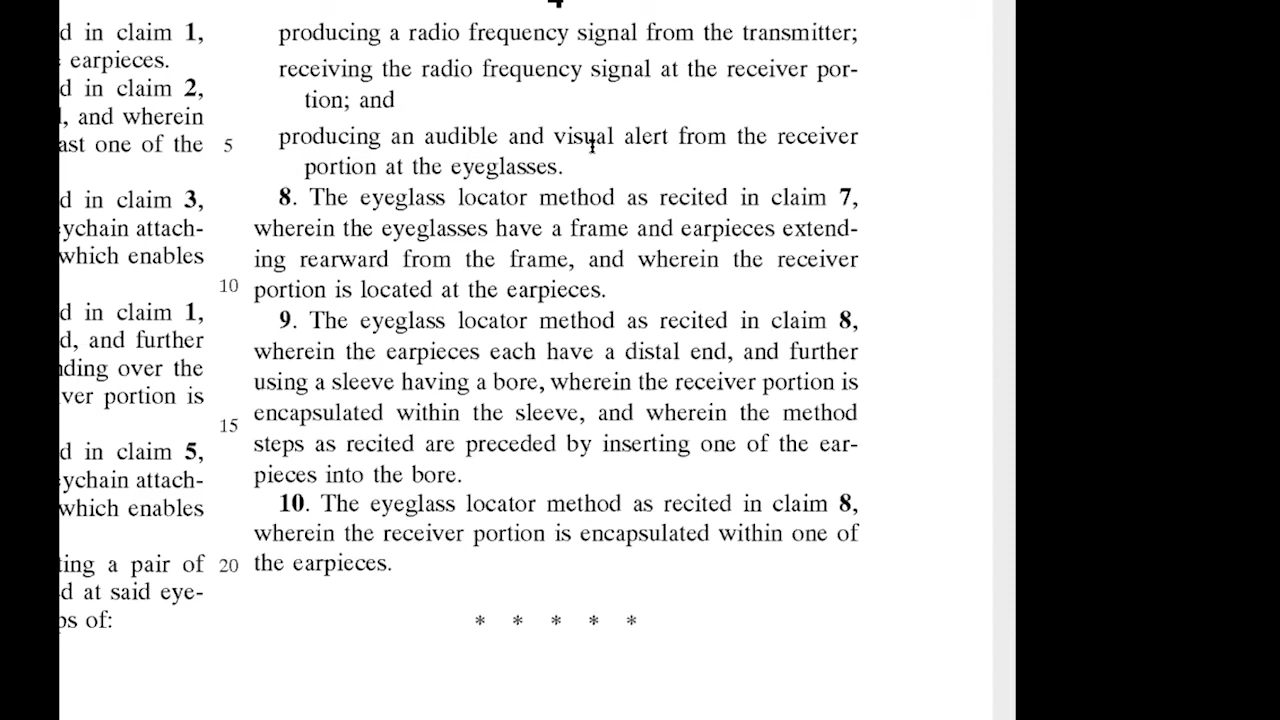 d in claim 1,
earpieces.
d in claim 2,
, and wherein
ast one of the
d in claim 3,
ychain attach-
which enables
d in claim 1,
d, and further
nding over the
ver portion is
d in claim 5,
ychain attach-
which enables
ting a pair of
d at said eye-
ps of:
5
10
15
20
4
producing a radio frequency signal from the transmitter;
receiving the radio frequency signal at the receiver por-
tion; and
producing an audible and visual alert from the receiver
portion at the eyeglasses.
8. The eyeglass locator method as recited in claim 7,
wherein the eyeglasses have a frame and earpieces extend-
ing rearward from the frame, and wherein the receiver
portion is located at the earpieces.
9. The eyeglass locator method as recited in claim 8,
wherein the earpieces each have a distal end, and further
using a sleeve having a bore, wherein the receiver portion is
encapsulated within the sleeve, and wherein the method
steps as recited are preceded by inserting one of the ear-
pieces into the bore.
10. The eyeglass locator method as recited in claim 8,
wherein the receiver portion is encapsulated within one of
the earpieces.
* * * * *